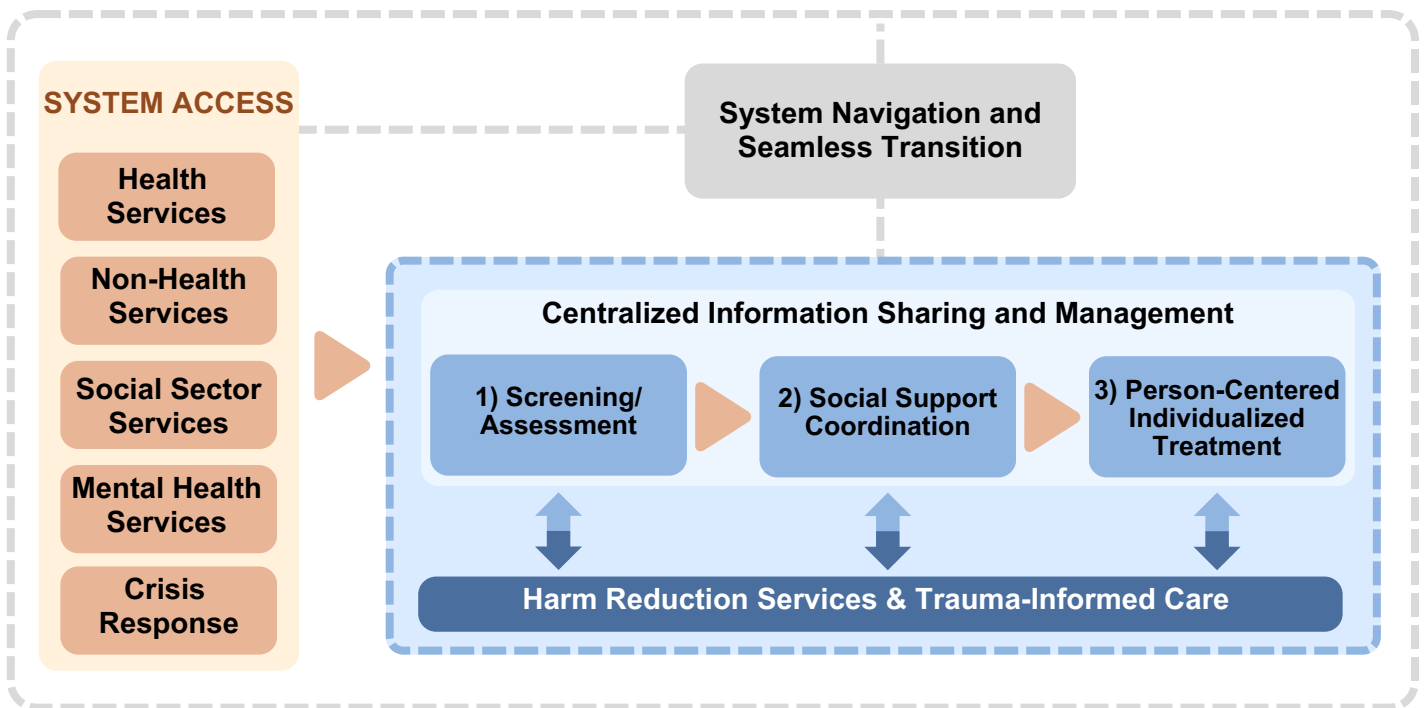 SYSTEM ACCESS
Health
Services
Non-Health
Services
Social Sector
Services
Mental Health
Services
Crisis
Response
System Navigation and
Seamless Transition
Centralized Information Sharing and Management
1) Screening/
Assessment
2) Social Support
Coordination
3) Person-Centered
Individualized
Treatment
Harm Reduction Services & Trauma-Informed Care